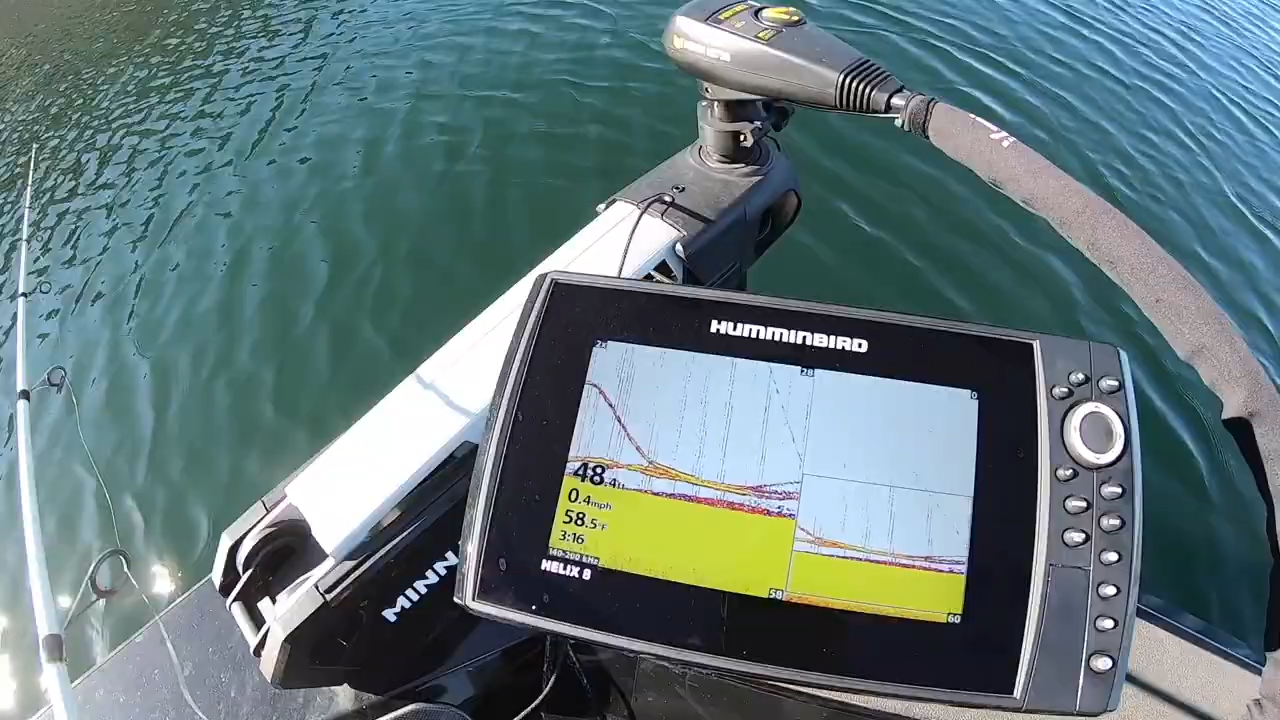 HUMMINBIRD
28
0
48.4ft
0.4mph
58.5°F
3:16
140-200 kHz
58
60
HELIX 8
MINN